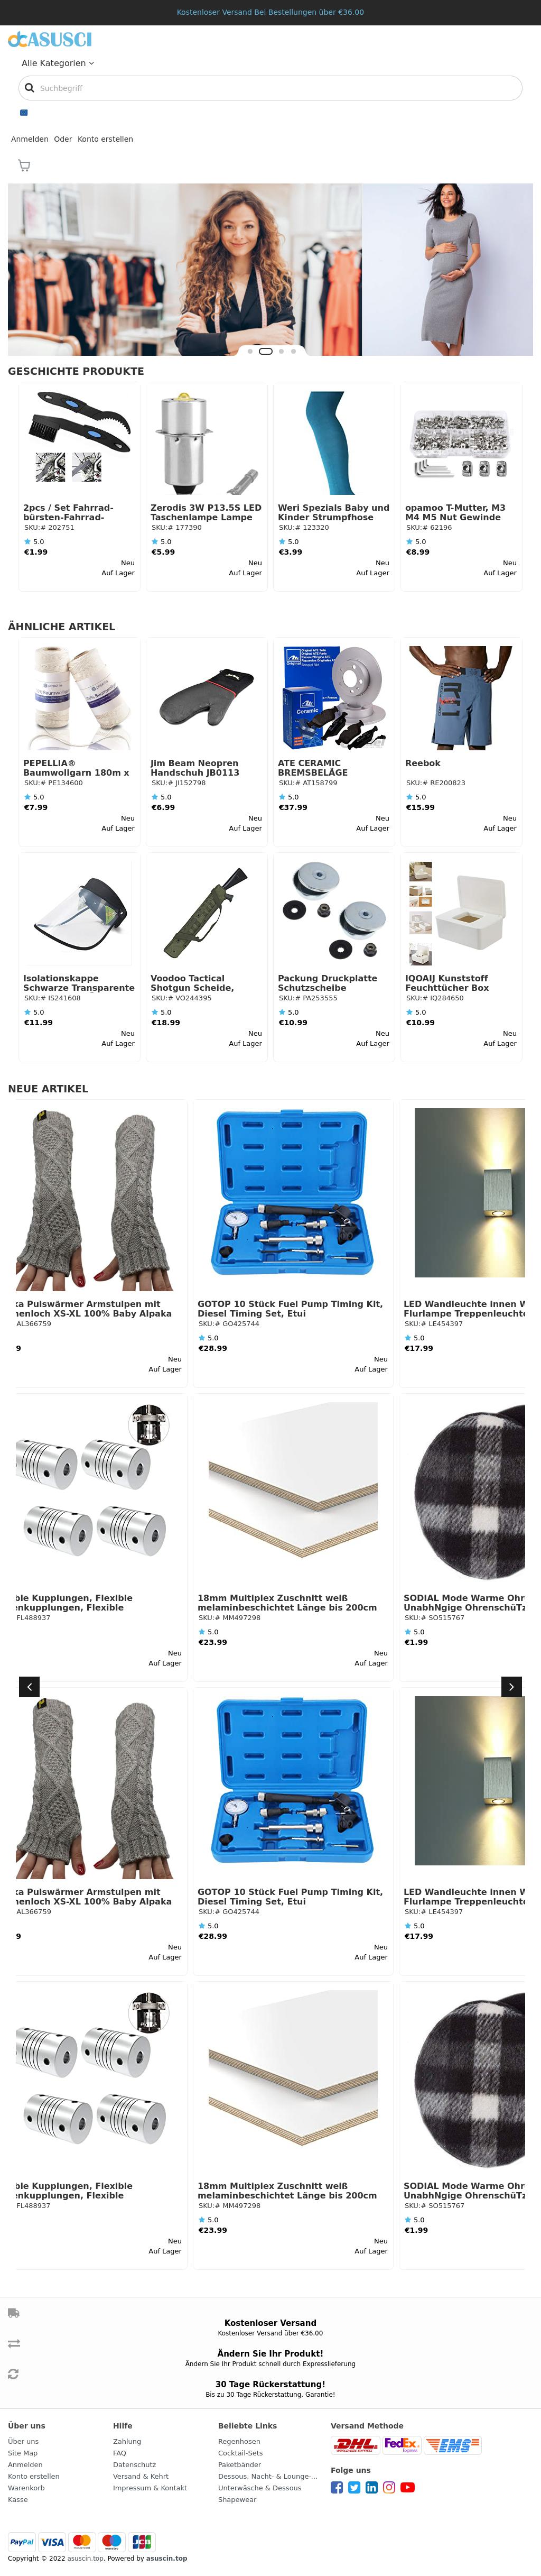 Kostenloser Versand Bei Bestellungen über €36.00
ASUSCI
Alle Kategorien
Suchbegriff
Anmelden Oder Konto erstellen
GESCHICHTE PRODUKTE
2pcs / Set Fahrrad-
bürsten-Fahrrad-
SKU:# 202751
5.0
€1.99
Neu
Auf Lager
Zerodis 3W P13.5S LED
Taschenlampe Lampe
SKU:# 177390
5.0
€5.99
Neu
Auf Lager
Weri Spezials Baby und
Kinder Strumpfhose
SKU:# 123320
5.0
€3.99
Neu
Auf Lager
opamoo T-Mutter, M3
M4 M5 Nut Gewinde
SKU:# 62196
5.0
€8.99
Neu
Auf Lager
ÄHNLICHE ARTIKEL
PEPELLIA®
Baumwollgarn 180m x
SKU:# PE134600
5.0
€7.99
Neu
Auf Lager
Jim Beam Neopren
Handschuh JB0113
SKU:# JI152798
5.0
€6.99
Neu
Auf Lager
ATE CERAMIC
BREMSBELÄGE
SKU:# AT158799
5.0
€37.99
Neu
Auf Lager
Reebok
SKU:# RE200823
5.0
€15.99
Neu
Auf Lager
Isolationskappe
Schwarze Transparente
SKU:# IS241608
5.0
€11.99
Neu
Auf Lager
Voodoo Tactical
Shotgun Scheide,
SKU:# VO244395
5.0
€18.99
Neu
Auf Lager
Packung Druckplatte
Schutzscheibe
SKU:# PA253555
5.0
€10.99
Neu
Auf Lager
IQOAIJ Kunststoff
Feuchttücher Box
SKU:# IQ284650
5.0
€10.99
Neu
Auf Lager
NEUE ARTIKEL
ka Pulswärmer Armstulpen mit
nenloch XS-XL 100% Baby Alpaka
AL366759
9
Neu
Auf Lager
GOTOP 10 Stück Fuel Pump Timing Kit,
Diesel Timing Set, Etui
SKU:# GO425744
5.0
€28.99
Neu
Auf Lager
LED Wandleuchte innen W
Flurlampe Treppenleuchte
SKU:# LE454397
5.0
€17.99
ble Kupplungen, Flexible
enkupplungen, Flexible
FL488937
Neu
Auf Lager
18mm Multiplex Zuschnitt weiß
melaminbeschichtet Länge bis 200cm
SKU:# MM497298
5.0
€23.99
Neu
Auf Lager
SODIAL Mode Warme Ohr
UnabhNgige OhrenschüTz
SKU:# SO515767
5.0
€1.99
ka Pulswärmer Armstulpen mit
nenloch XS-XL 100% Baby Alpaka
AL366759
9
Neu
Auf Lager
GOTOP 10 Stück Fuel Pump Timing Kit,
Diesel Timing Set, Etui
SKU:# GO425744
5.0
€28.99
Neu
Auf Lager
LED Wandleuchte innen W
Flurlampe Treppenleuchte
SKU:# LE454397
5.0
€17.99
ble Kupplungen, Flexible
enkupplungen, Flexible
FL488937
Neu
Auf Lager
18mm Multiplex Zuschnitt weiß
melaminbeschichtet Länge bis 200cm
SKU:# MM497298
5.0
€23.99
Neu
Auf Lager
SODIAL Mode Warme Ohr
UnabhNgige OhrenschüTz
SKU:# SO515767
5.0
€1.99
Kostenloser Versand
Kostenloser Versand über €36.00
Ändern Sie Ihr Produkt!
Ändern Sie Ihr Produkt schnell durch Expresslieferung
30 Tage Rückerstattung!
Bis zu 30 Tage Rückerstattung. Garantie!
Über uns
Über uns
Site Map
Anmelden
Konto erstellen
Warenkorb
Kasse
Hilfe
Zahlung
FAQ
Datenschutz
Versand & Kehrt
Impressum & Kontakt
Beliebte Links
Regenhosen
Cocktail-Sets
Paketbänder
Dessous, Nacht- & Lounge-...
Unterwäsche & Dessous
Shapewear
Versand Methode
DHL FedEx Express EMS
Folge uns
PayPal VISA mastercard maestro JCB
Copyright © 2022 asuscin.top. Powered by asuscin.top